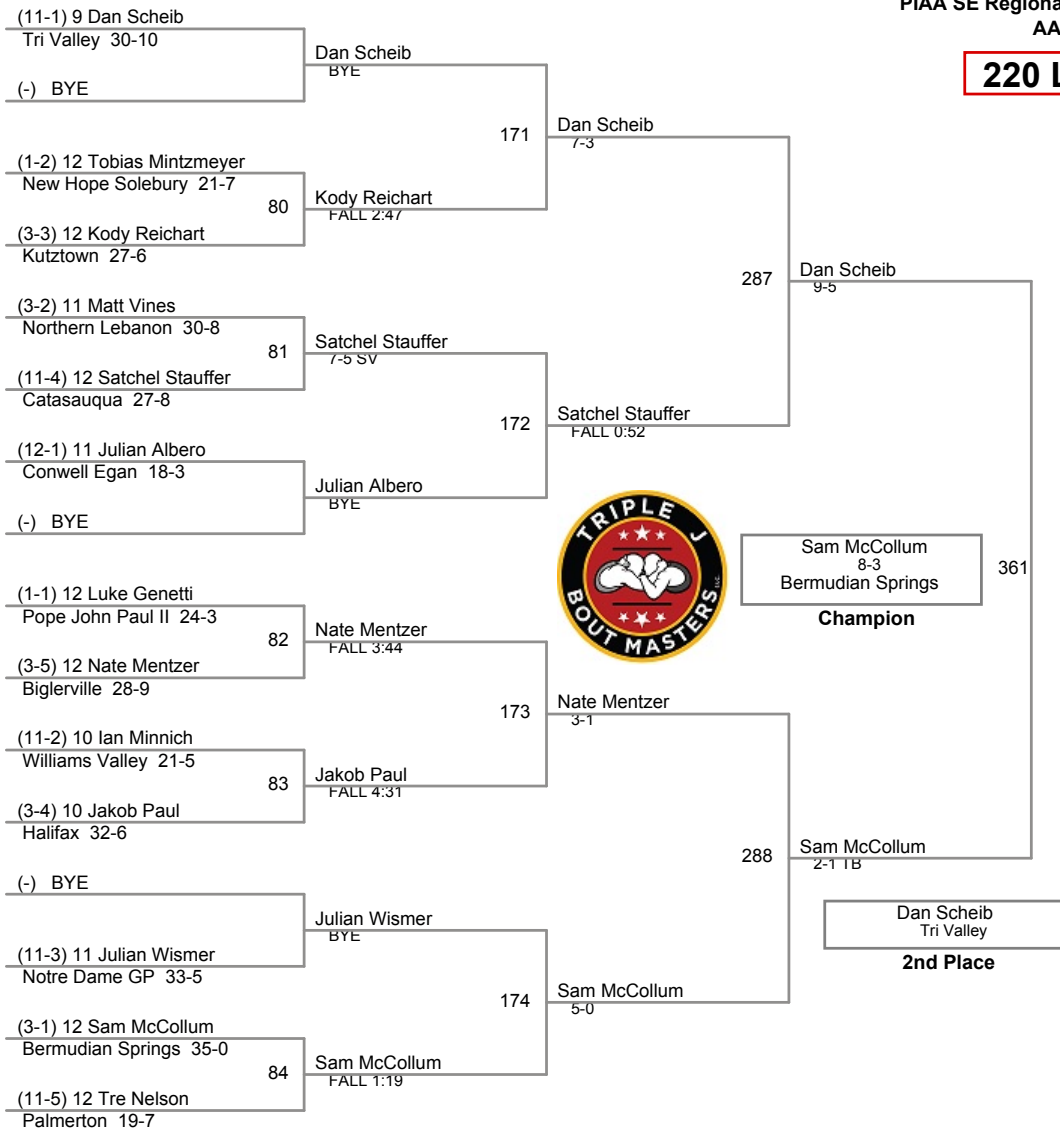 PIAA SE Regiona
AA
220 L
(11-1) 9 Dan Scheib
Tri Valley 30-10
(-) BYE
(1-2) 12 Tobias Mintzmeyer
New Hope Solebury 21-7
(3-3) 12 Kody Reichart
Kutztown 27-6
(3-2) 11 Matt Vines
Northern Lebanon 30-8
(11-4) 12 Satchel Stauffer
Catasauqua 27-8
(12-1) 11 Julian Albero
Conwell Egan 18-3
(-) BYE
(1-1) 12 Luke Genetti
Pope John Paul II 24-3
(3-5) 12 Nate Mentzer
Biglerville 28-9
(11-2) 10 Ian Minnich
Williams Valley 21-5
(3-4) 10 Jakob Paul
Halifax 32-6
(-) BYE
(11-3) 11 Julian Wismer
Notre Dame GP 33-5
(3-1) 12 Sam McCollum
Bermudian Springs 35-0
(11-5) 12 Tre Nelson
Palmerton 19-7
Dan Scheib
BYE
80
Kody Reichart
FALL 2:47
81
Satchel Stauffer
7-5 SV
Julian Albero
BYE
82
Nate Mentzer
FALL 3:44
83
Jakob Paul
FALL 4:31
Julian Wismer
BYE
84
Sam McCollum
FALL 1:19
171
Dan Scheib
7-3
172
Satchel Stauffer
FALL 0:52
173
Nate Mentzer
3-1
174
Sam McCollum
5-0
287
Dan Scheib
9-5
288
Sam McCollum
2-1 TB
361
TRIPLE J
BOUT MASTERS
Sam McCollum
8-3
Bermudian Springs
Champion
Dan Scheib
Tri Valley
2nd Place